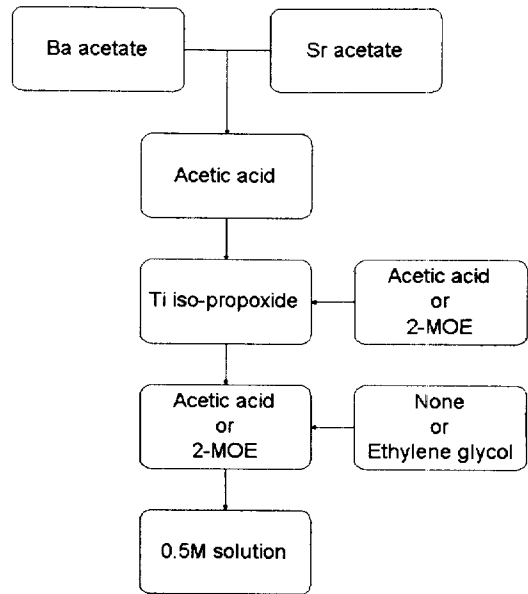 Ba acetate
Sr acetate
Acetic acid
Ti iso-propoxide
Acetic acid
or
2-MOE
Acetic acid
or
2-MOE
None
or
Ethylene glycol
0.5M solution